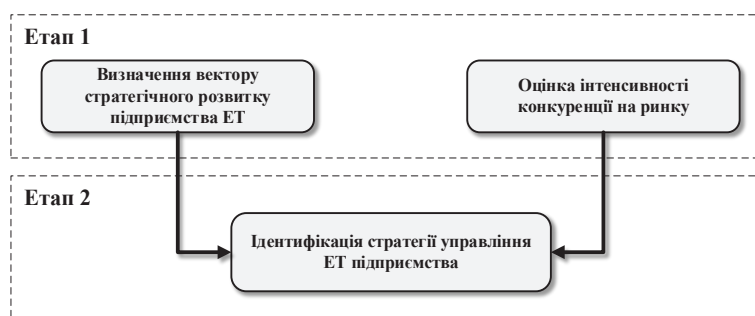 Етап 1
Визначення вектору
стратегічного розвитку
підприємства ЕТ
Оцінка інтенсивності
конкуренції на ринку
Етап 2
Ідентифікація стратегії управління
ЕТ підприємства